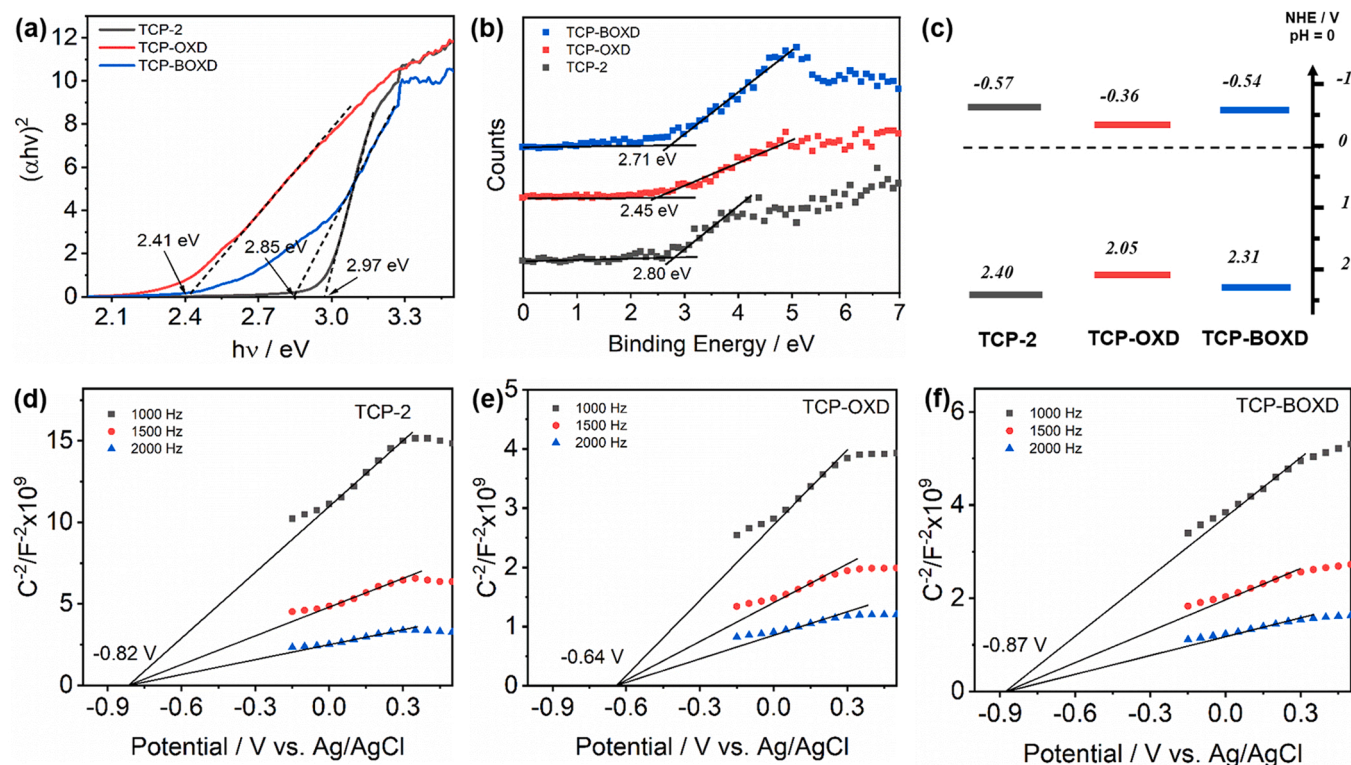 (a)
TCP-2
TCP-OXD
TCP-BOXD
12
10
8
6
4
2
0
(αhν)²
2.41 eV
2.85 eV
2.97 eV
2.1
2.4
2.7
3.0
3.3
hν / eV
(b)
TCP-BOXD
TCP-OXD
TCP-2
Counts
2.71 eV
2.45 eV
2.80 eV
0 1 2 3 4 5 6 7
Binding Energy / eV
(c)
NHE / V
pH = 0
-0.57
-0.36
-0.54
-1
0
1
2
2.40
2.05
2.31
TCP-2
TCP-OXD
TCP-BOXD
(d)
TCP-2
1000 Hz
1500 Hz
2000 Hz
15
10
5
0
C⁻²/F⁻²x10⁹
-0.82 V
-0.9 -0.6 -0.3 0.0 0.3
Potential / V vs. Ag/AgCl
(e)
TCP-OXD
1000 Hz
1500 Hz
2000 Hz
5
4
3
2
1
0
C⁻²/F⁻²x10⁹
-0.64 V
-0.9 -0.6 -0.3 0.0 0.3
Potential / V vs. Ag/AgCl
(f)
TCP-BOXD
1000 Hz
1500 Hz
2000 Hz
6
4
2
0
C⁻²/F⁻²x10⁹
-0.87 V
-0.9 -0.6 -0.3 0.0 0.3
Potential / V vs. Ag/AgCl